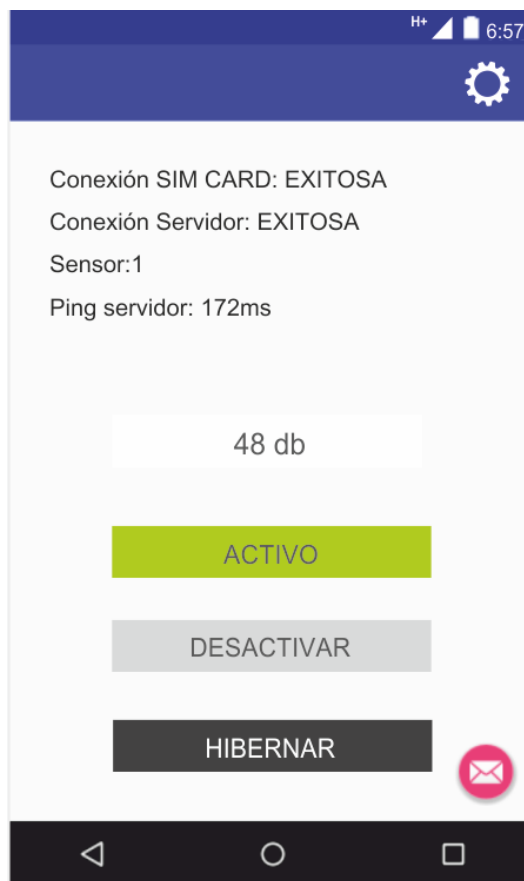 H+ 6:57
Conexión SIM CARD: EXITOSA
Conexión Servidor: EXITOSA
Sensor:1
Ping servidor: 172ms
48 db
ACTIVO
DESACTIVAR
HIBERNAR